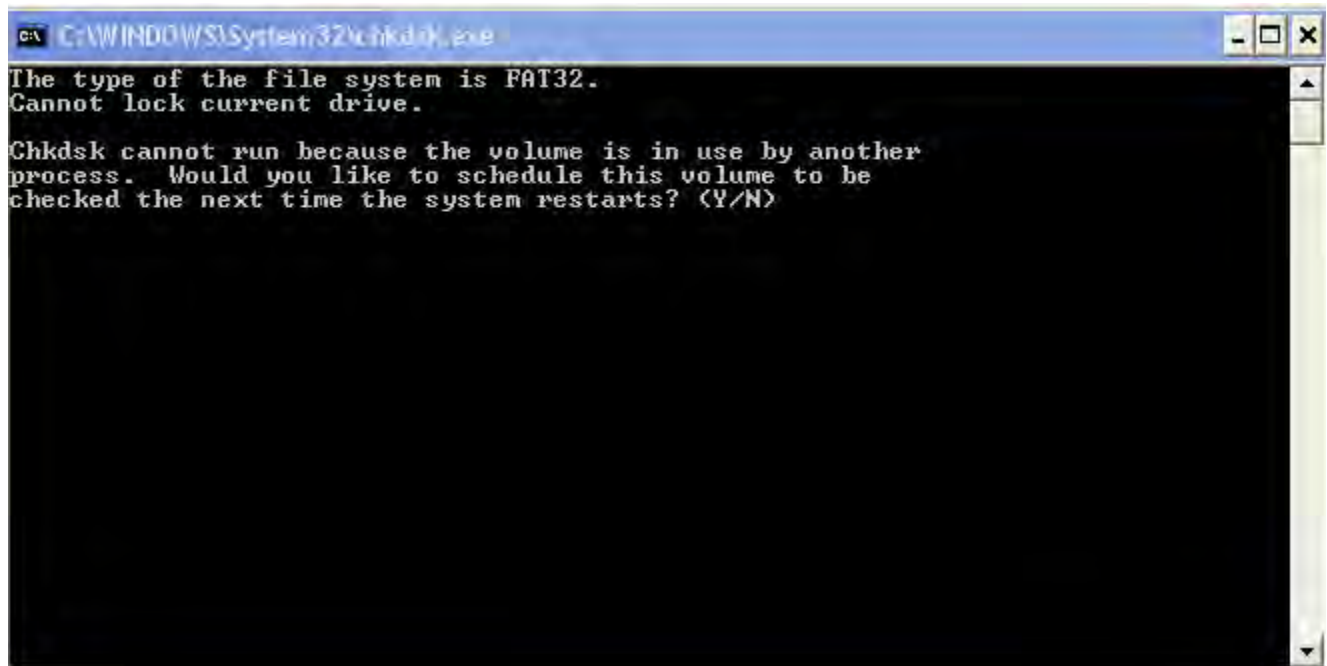 C:\WINDOWS\System32\chkdsk.exe
The type of the file system is FAT32.
Cannot lock current drive.
Chkdsk cannot run because the volume is in use by another
process.  Would you like to schedule this volume to be
checked the next time the system restarts? (Y/N)